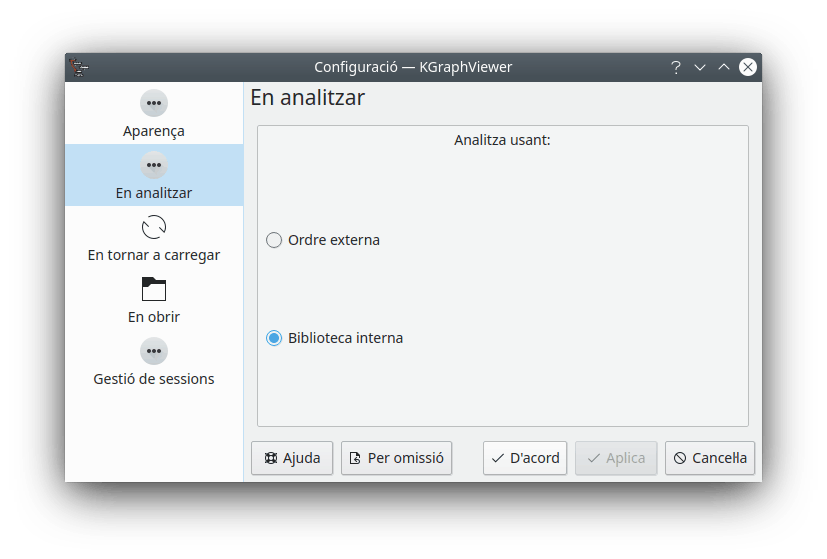 Configuració — KGraphViewer
Aparença
En analitzar
En tornar a carregar
En obrir
Gestió de sessions
En analitzar
Analitza usant:
Ordre externa
Biblioteca interna
Ajuda
Per omissió
D'acord
Aplica
Cancel·la